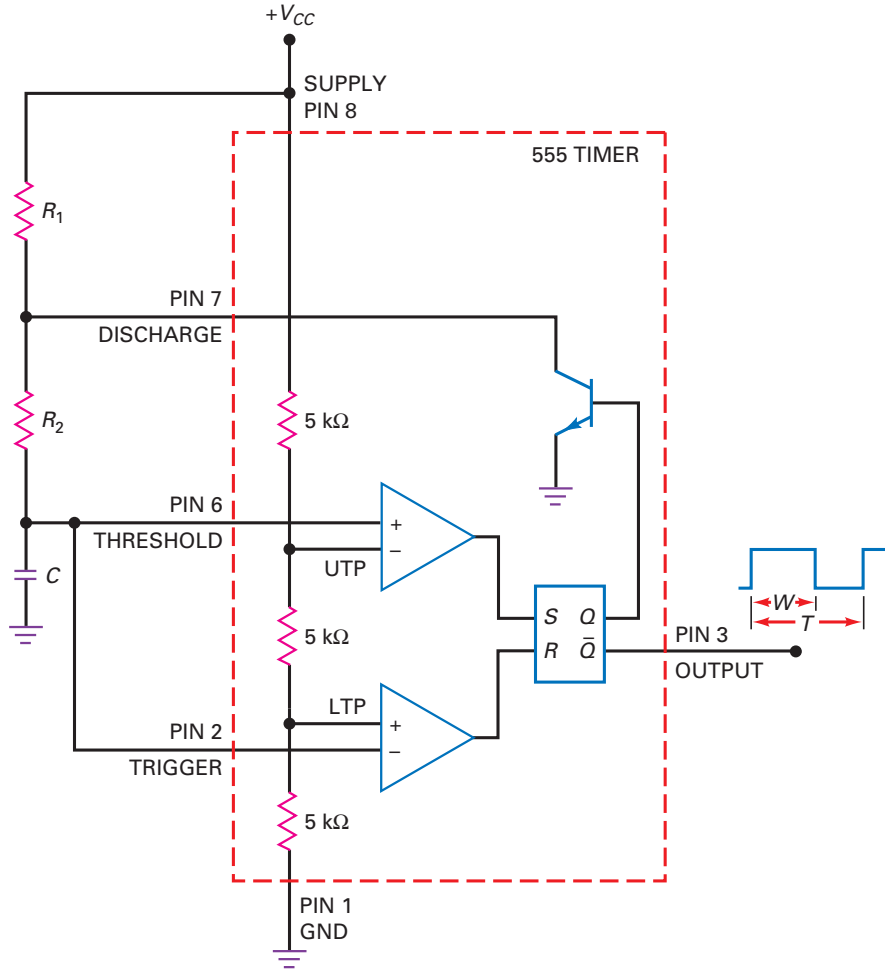 +V_CC
SUPPLY
PIN 8
555 TIMER
R₁
PIN 7
DISCHARGE
R₂
5 kΩ
PIN 6
THRESHOLD
+
−
UTP
C
5 kΩ
S Q
R Q̄
W
T
PIN 3
OUTPUT
LTP
PIN 2
TRIGGER
+
−
5 kΩ
PIN 1
GND